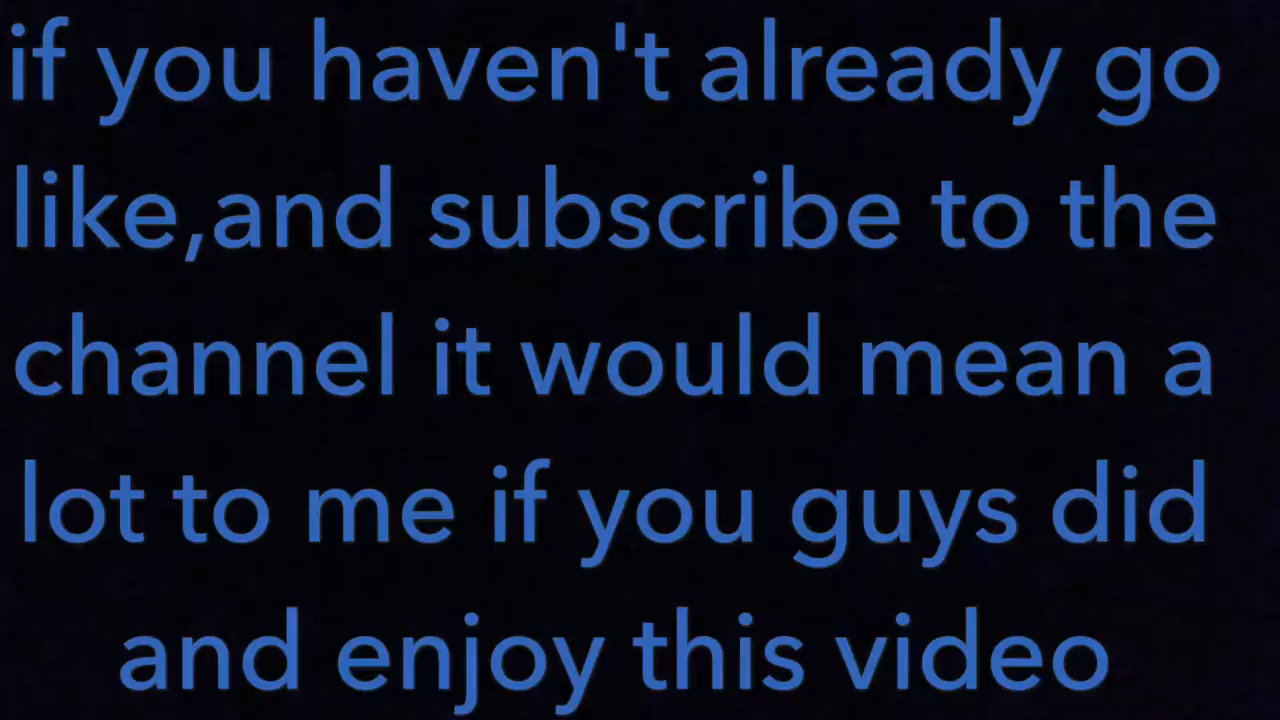 if you haven't already go
like,and subscribe to the
channel it would mean a
lot to me if you guys did
and enjoy this video